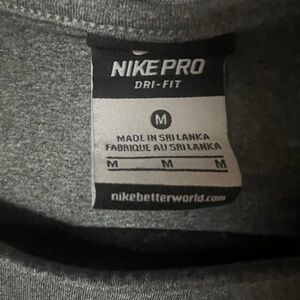 NIKE PRO
DRI-FIT
M
MADE IN SRI LANKA
FABRIQUE AU SRI LANKA
M M M
nikebetterworld.com